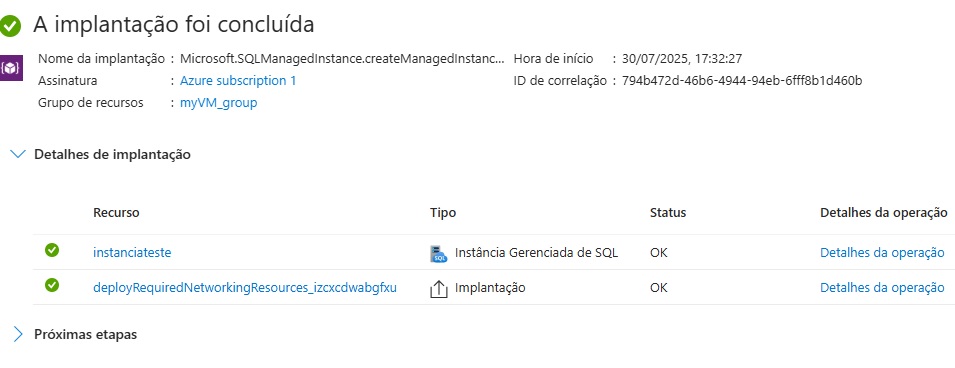 A implantação foi concluída
Nome da implantação : Microsoft.SQLManagedInstance.createManagedInstanc... Hora de início : 30/07/2025, 17:32:27
Assinatura : Azure subscription 1 ID de correlação : 794b472d-46b6-4944-94eb-6fff8b1d460b
Grupo de recursos : myVM_group
Detalhes de implantação
Recurso Tipo Status Detalhes da operação
instanciateste SQL Instância Gerenciada de SQL OK Detalhes da operação
deployRequiredNetworkingResources_izcxcdwabgfxu Implantação OK Detalhes da operação
Próximas etapas